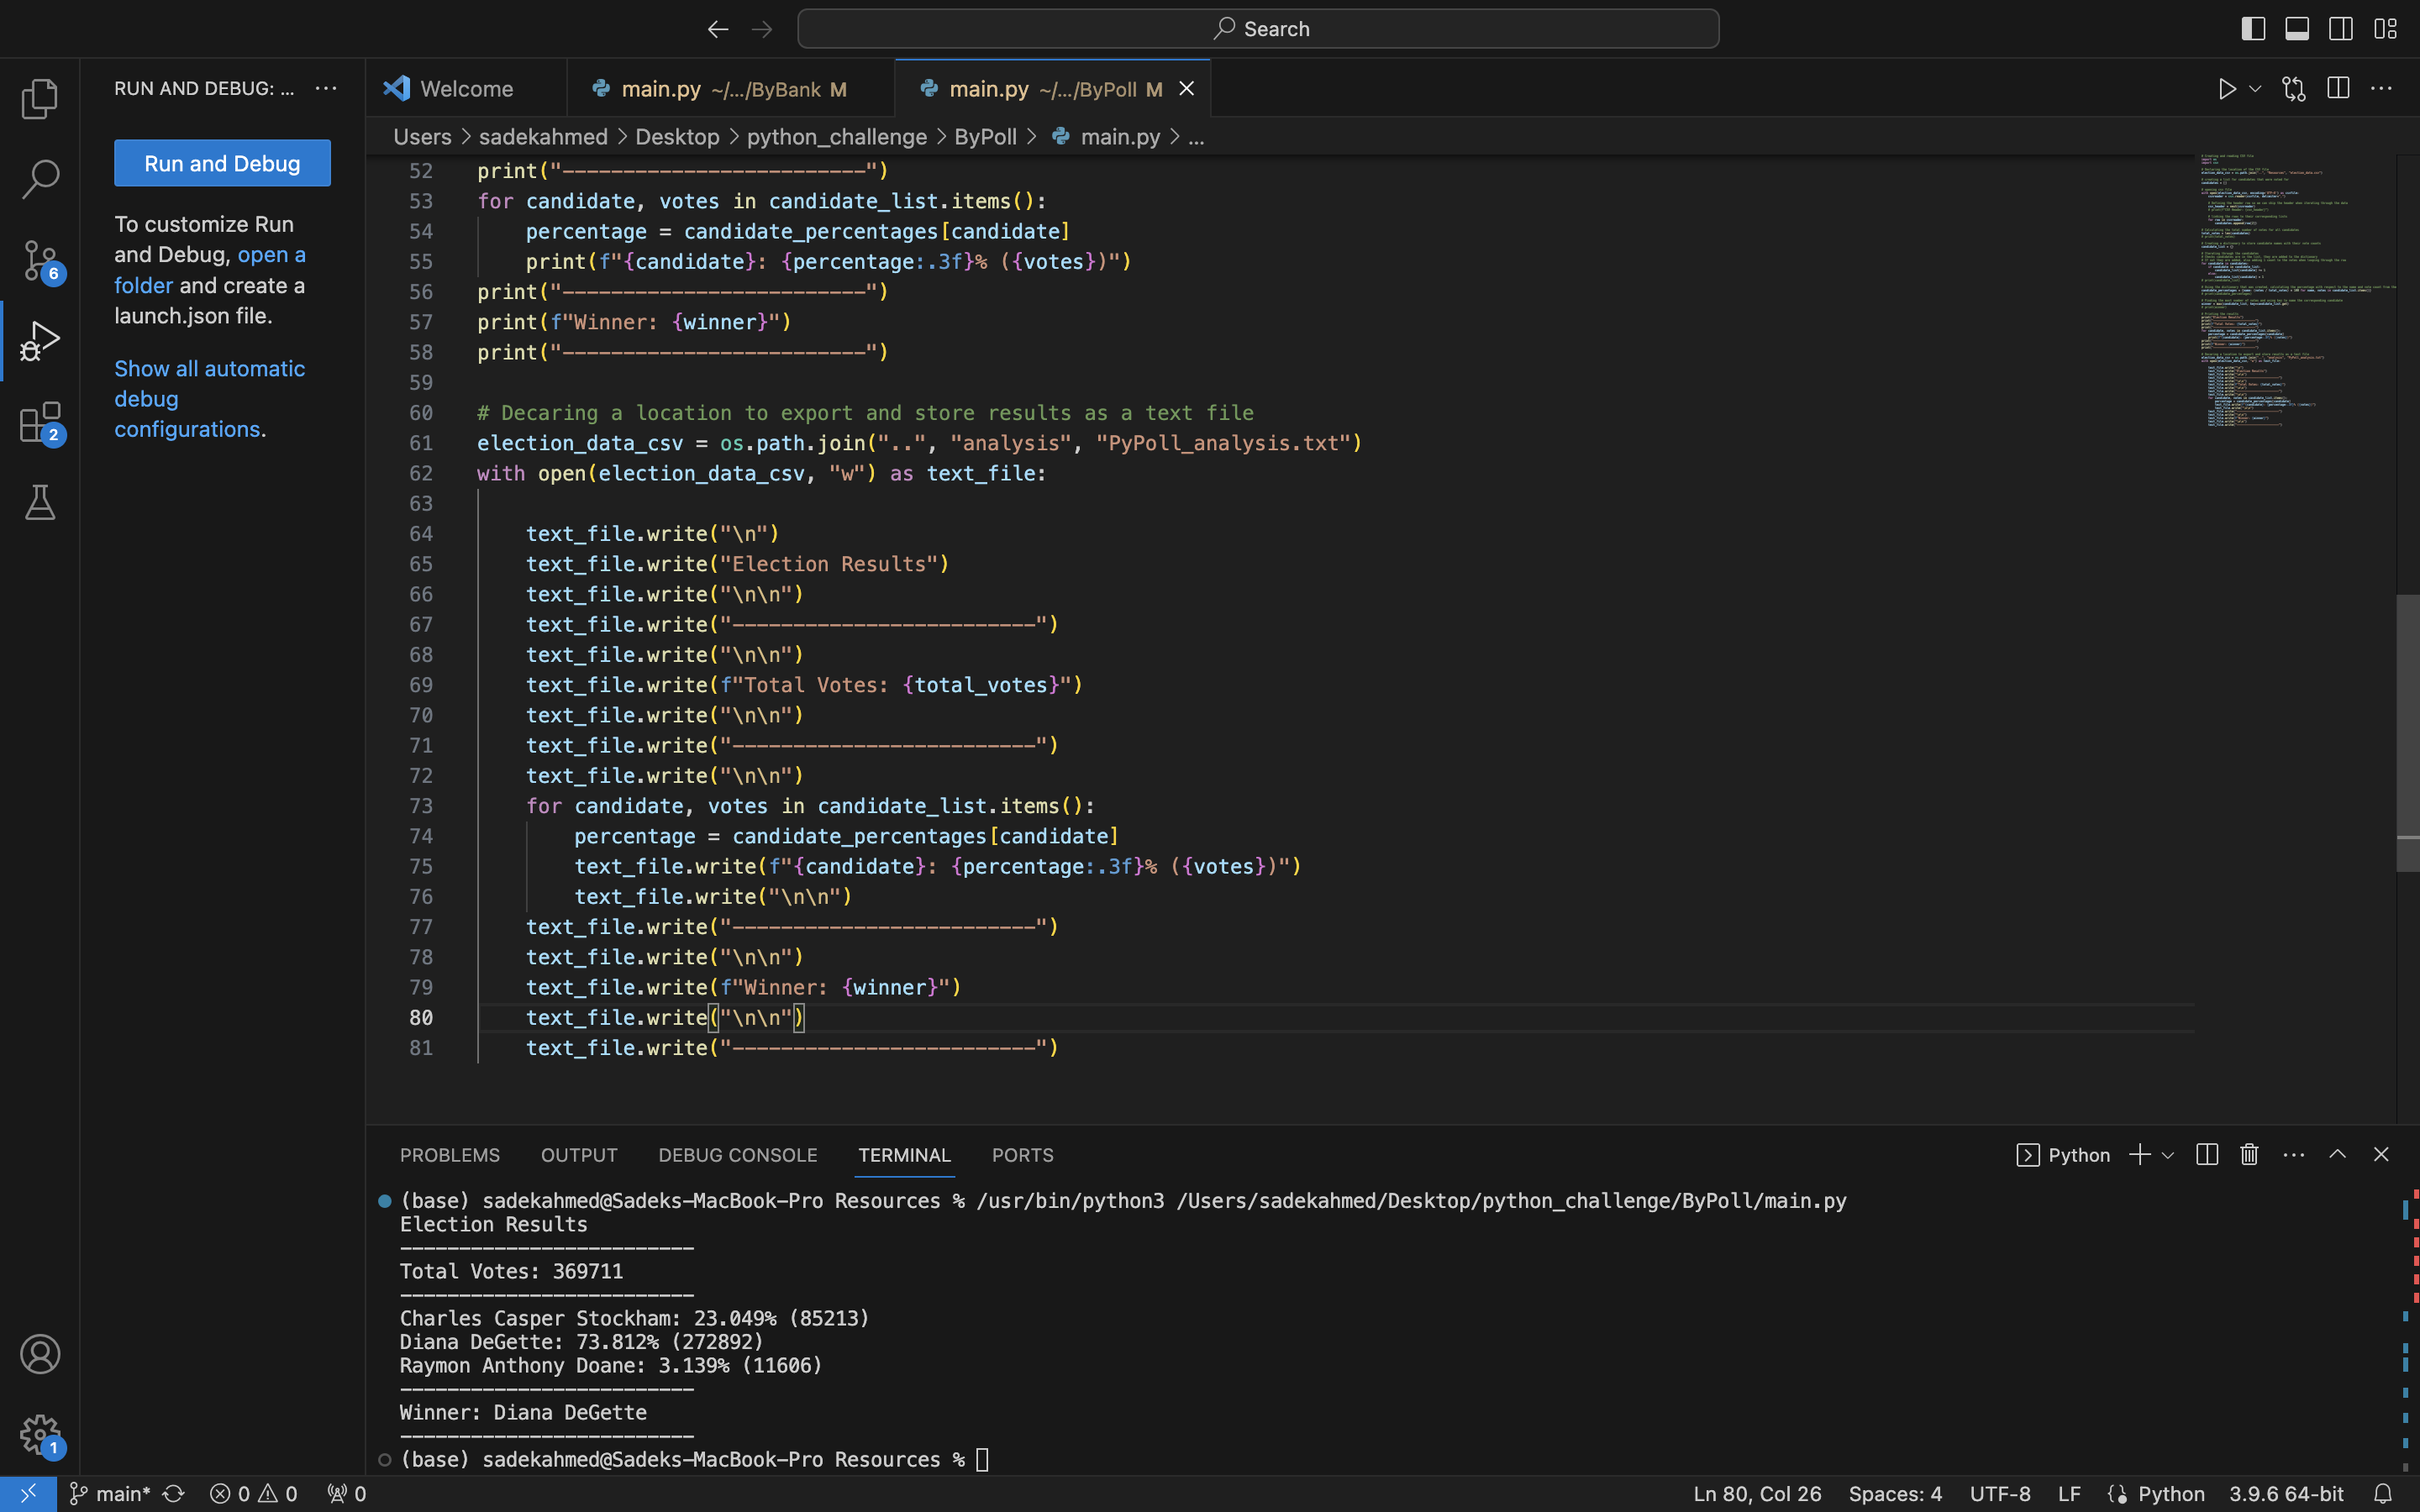 Search
RUN AND DEBUG: ... ···
Welcome
main.py ~/.../ByBank M
main.py ~/.../ByPoll M
Run and Debug
To customize Run
and Debug, open a
folder and create a
launch.json file.
Show all automatic
debug
configurations.
6
2
1
Users > sadekahmed > Desktop > python_challenge > ByPoll > main.py > ...
52 print("-------------------------")
53 for candidate, votes in candidate_list.items():
54 percentage = candidate_percentages[candidate]
55 print(f"{candidate}: {percentage:.3f}% ({votes})")
56 print("-------------------------")
57 print(f"Winner: {winner}")
58 print("-------------------------")
59
60 # Decaring a location to export and store results as a text file
61 election_data_csv = os.path.join("..", "analysis", "PyPoll_analysis.txt")
62 with open(election_data_csv, "w") as text_file:
63
64 text_file.write("\n")
65 text_file.write("Election Results")
66 text_file.write("\n\n")
67 text_file.write("-------------------------")
68 text_file.write("\n\n")
69 text_file.write(f"Total Votes: {total_votes}")
70 text_file.write("\n\n")
71 text_file.write("-------------------------")
72 text_file.write("\n\n")
73 for candidate, votes in candidate_list.items():
74 percentage = candidate_percentages[candidate]
75 text_file.write(f"{candidate}: {percentage:.3f}% ({votes})")
76 text_file.write("\n\n")
77 text_file.write("-------------------------")
78 text_file.write("\n\n")
79 text_file.write(f"Winner: {winner}")
80 text_file.write("\n\n")
81 text_file.write("-------------------------")
PROBLEMS OUTPUT DEBUG CONSOLE TERMINAL PORTS
Python
(base) sadekahmed@Sadeks-MacBook-Pro Resources % /usr/bin/python3 /Users/sadekahmed/Desktop/python_challenge/ByPoll/main.py
Election Results
-------------------------
Total Votes: 369711
-------------------------
Charles Casper Stockham: 23.049% (85213)
Diana DeGette: 73.812% (272892)
Raymon Anthony Doane: 3.139% (11606)
-------------------------
Winner: Diana DeGette
-------------------------
(base) sadekahmed@Sadeks-MacBook-Pro Resources %
main* 0 0 0
Ln 80, Col 26 Spaces: 4 UTF-8 LF Python 3.9.6 64-bit